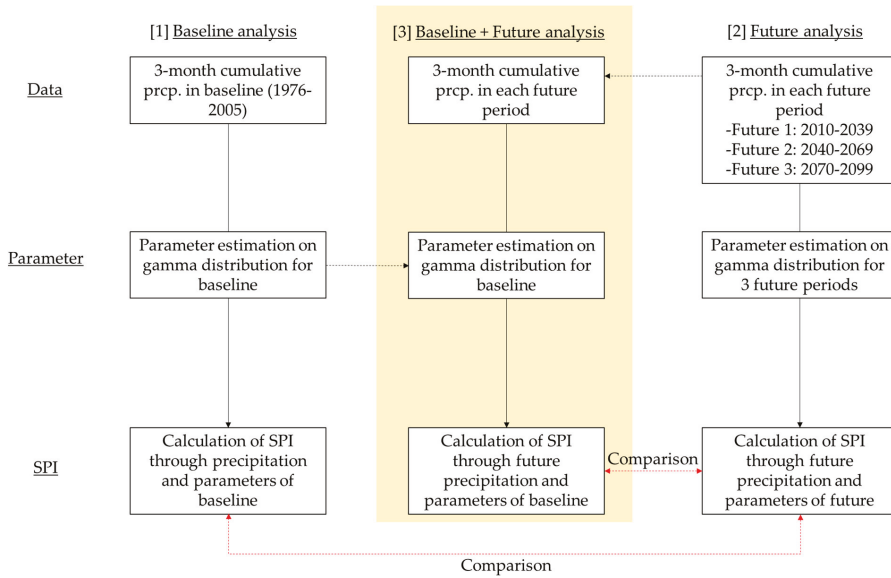 [1] Baseline analysis
[3] Baseline + Future analysis
[2] Future analysis
Data
3-month cumulative
prcp. in baseline (1976-
2005)
3-month cumulative
prcp. in each future
period
3-month cumulative
prcp. in each future
period
-Future 1: 2010-2039
-Future 2: 2040-2069
-Future 3: 2070-2099
Parameter
Parameter estimation on
gamma distribution for
baseline
Parameter estimation on
gamma distribution for
baseline
Parameter estimation on
gamma distribution for
3 future periods
SPI
Calculation of SPI
through precipitation
and parameters of
baseline
Calculation of SPI
through future
precipitation and
parameters of baseline
Comparison
Calculation of SPI
through future
precipitation and
parameters of future
Comparison